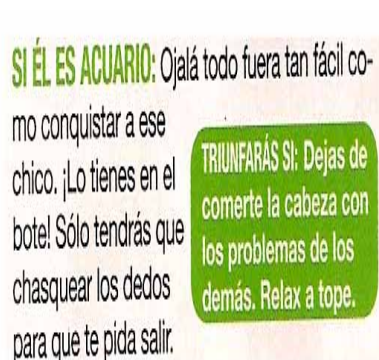 SI ÉL ES ACUARIO: Ojalá todo fuera tan fácil co-
mo conquistar a ese
chico. ¡Lo tienes en el
bote! Sólo tendrás que
chasquear los dedos
para que te pida salir.
TRIUNFARÁS SI: Dejas de
comerte la cabeza con
los problemas de los
demás. Relax a tope.